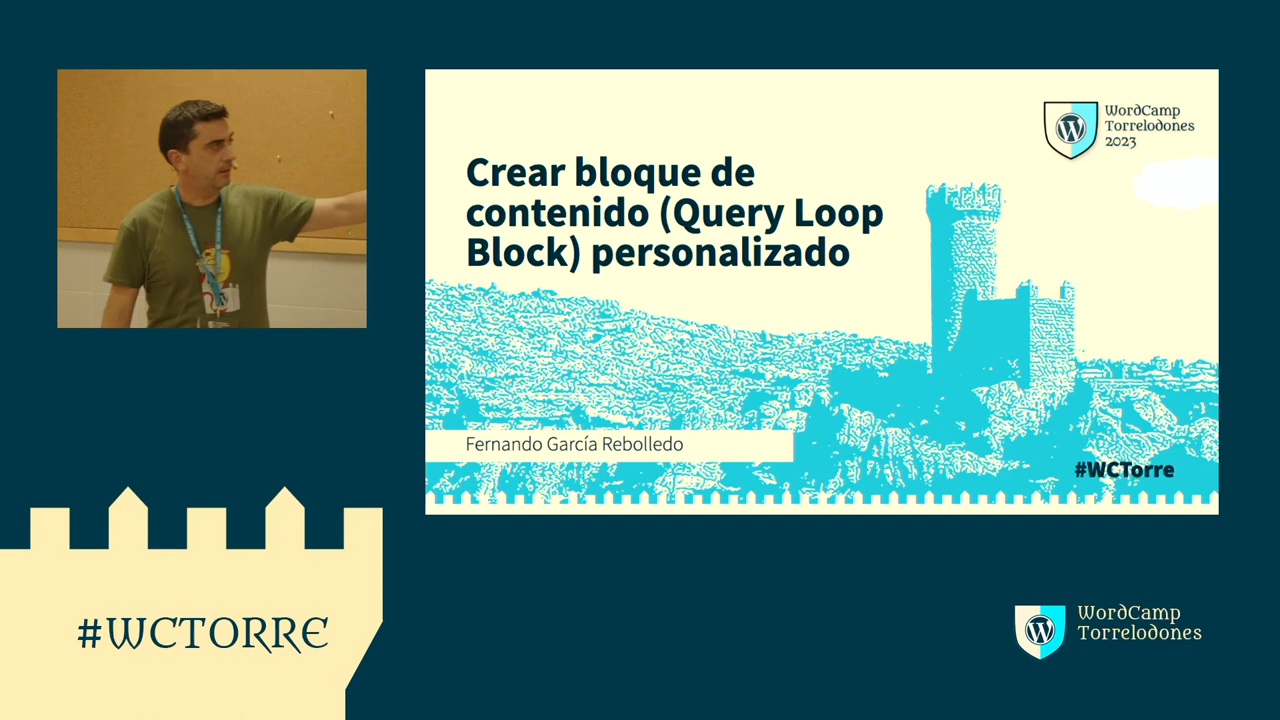 WordCamp
Torrelodones
2023
Crear bloque de
contenido (Query Loop
Block) personalizado
Fernando García Rebolledo
#WCTorre
#WCTORRE
WordCamp
Torrelodones